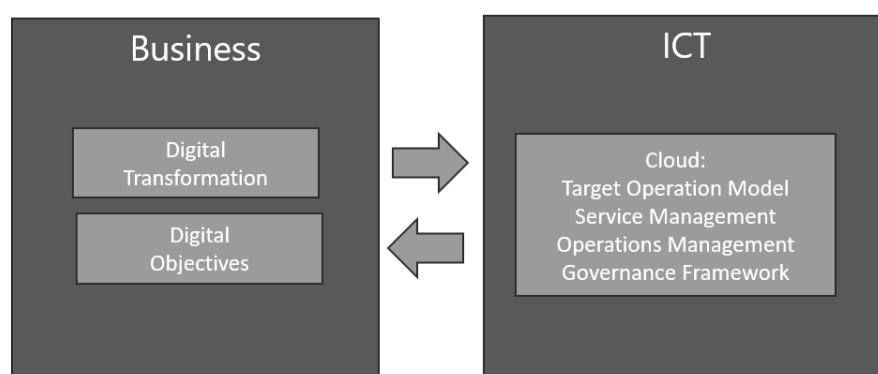 Business
Digital
Transformation
Digital
Objectives
ICT
Cloud:
Target Operation Model
Service Management
Operations Management
Governance Framework